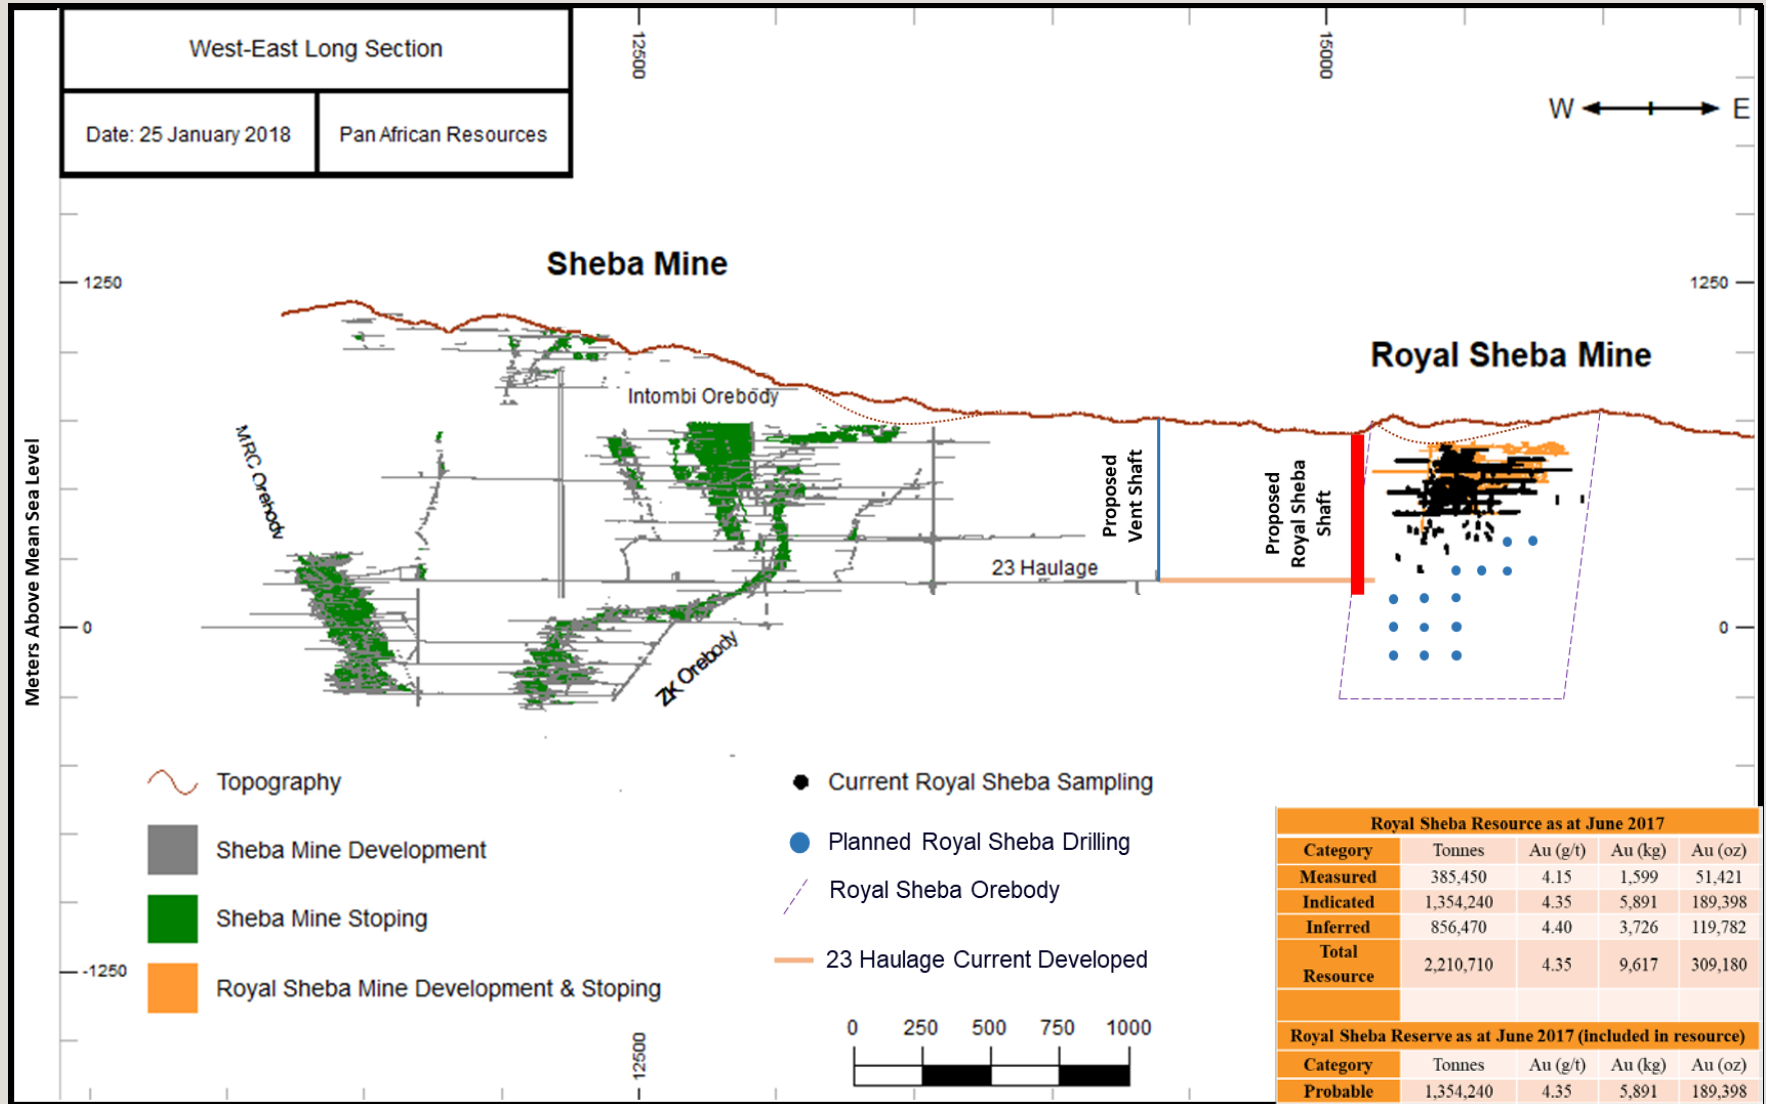 West-East Long Section
Date: 25 January 2018
Pan African Resources
12500
15000
W
E
Sheba Mine
1250
1250
Royal Sheba Mine
Intombi Orebody
MRC Orebody
Meters Above Mean Sea Level
Proposed
Vent Shaft
Proposed
Royal Sheba
Shaft
23 Haulage
0
0
ZK Orebody
Topography
Sheba Mine Development
Sheba Mine Stoping
Royal Sheba Mine Development & Stoping
-1250
Current Royal Sheba Sampling
Planned Royal Sheba Drilling
Royal Sheba Orebody
23 Haulage Current Developed
0 250 500 750 1000
12500
Royal Sheba Resource as at June 2017
Category Tonnes Au (g/t) Au (kg) Au (oz)
Measured 385,450 4.15 1,599 51,421
Indicated 1,354,240 4.35 5,891 189,398
Inferred 856,470 4.40 3,726 119,782
Total
Resource 2,210,710 4.35 9,617 309,180
Royal Sheba Reserve as at June 2017 (included in resource)
Category Tonnes Au (g/t) Au (kg) Au (oz)
Probable 1,354,240 4.35 5,891 189,398